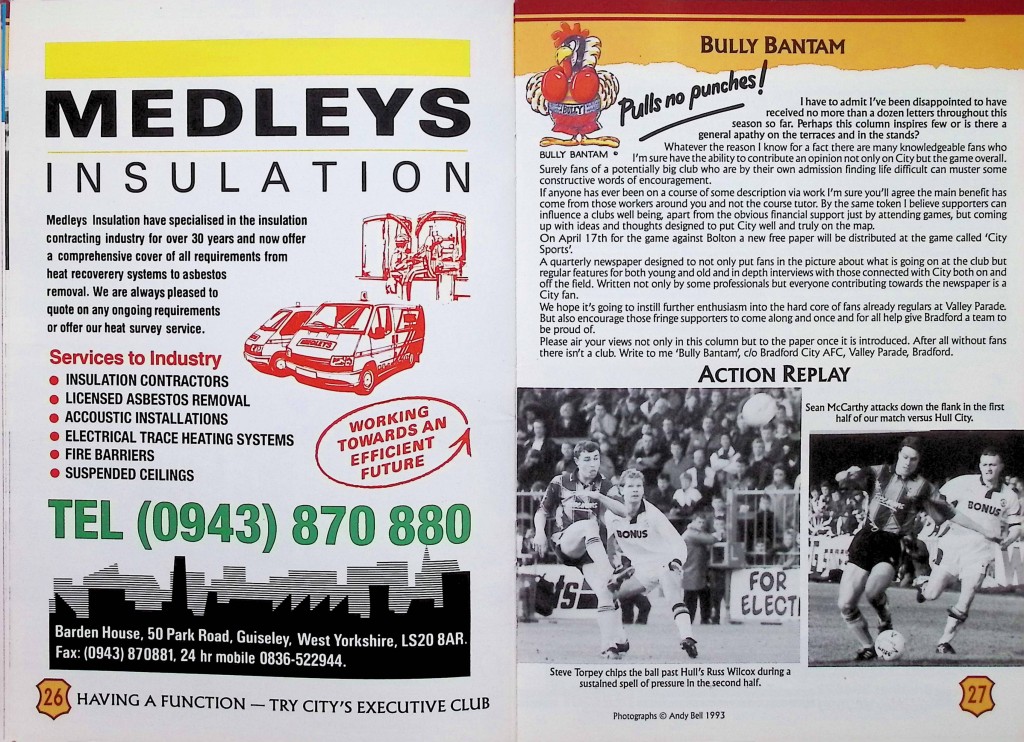 MEDLEYS
INSULATION
Medleys Insulation have specialised in the insulation
contracting industry for over 30 years and now offer
a comprehensive cover of all requirements from
heat recoverery systems to asbestos
removal. We are always pleased to
quote on any ongoing requirements
or offer our heat survey service.
MEDLEYS
Services to Industry
INSULATION CONTRACTORS
LICENSED ASBESTOS REMOVAL
ACCOUSTIC INSTALLATIONS
ELECTRICAL TRACE HEATING SYSTEMS
FIRE BARRIERS
SUSPENDED CEILINGS
WORKING
TOWARDS AN
EFFICIENT
FUTURE
TEL (0943) 870 880
Barden House, 50 Park Road, Guiseley, West Yorkshire, LS20 8AR.
Fax: (0943) 870881, 24 hr mobile 0836-522944.
26 HAVING A FUNCTION — TRY CITY'S EXECUTIVE CLUB
BULLY BANTAM
BULLY
Pulls no punches!
BULLY BANTAM ©
I have to admit I've been disappointed to have
received no more than a dozen letters throughout this
season so far. Perhaps this column inspires few or is there a
general apathy on the terraces and in the stands?
Whatever the reason I know for a fact there are many knowledgeable fans who
I'm sure have the ability to contribute an opinion not only on City but the game overall.
Surely fans of a potentially big club who are by their own admission finding life difficult can muster some
constructive words of encouragement.
If anyone has ever been on a course of some description via work I'm sure you'll agree the main benefit has
come from those workers around you and not the course tutor. By the same token I believe supporters can
influence a clubs well being, apart from the obvious financial support just by attending games, but coming
up with ideas and thoughts designed to put City well and truly on the map.
On April 17th for the game against Bolton a new free paper will be distributed at the game called 'City
Sports'.
A quarterly newspaper designed to not only put fans in the picture about what is going on at the club but
regular features for both young and old and in depth interviews with those connected with City both on and
off the field. Written not only by some professionals but everyone contributing towards the newspaper is a
City fan.
We hope it's going to instill further enthusiasm into the hard core of fans already regulars at Valley Parade.
But also encourage those fringe supporters to come along and once and for all help give Bradford a team to
be proud of.
Please air your views not only in this column but to the paper once it is introduced. After all without fans
there isn't a club. Write to me 'Bully Bantam', c/o Bradford City AFC, Valley Parade, Bradford.
ACTION REPLAY
Sean McCarthy attacks down the flank in the first
half of our match versus Hull City.
BONUS
BONUS
FOR
ELECTI
Steve Torpey chips the ball past Hull's Russ Wilcox during a
sustained spell of pressure in the second half.
Photographs © Andy Bell 1993
27